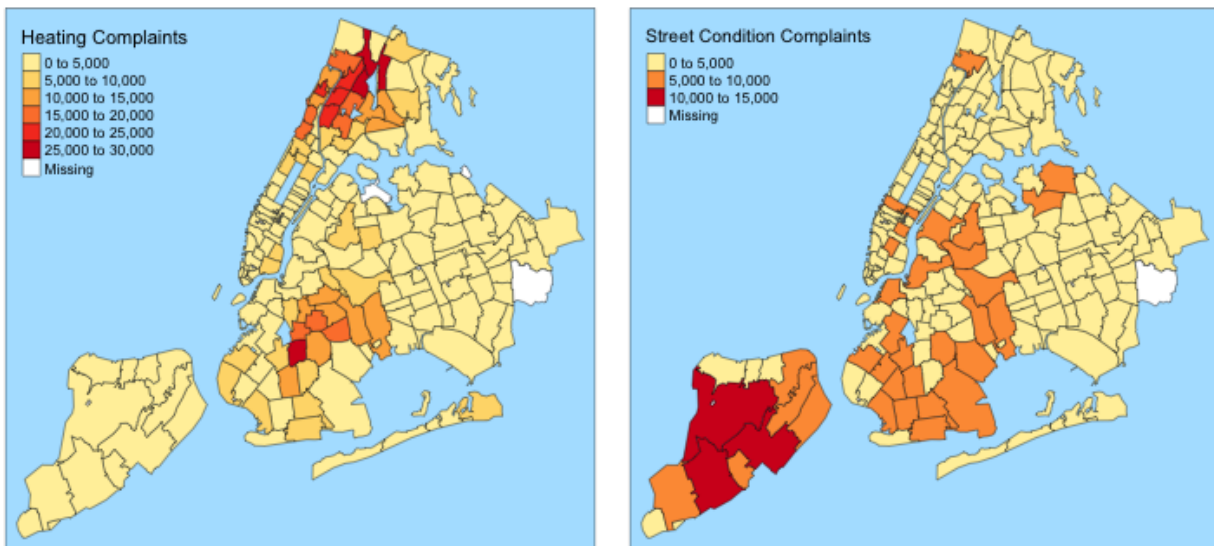 Heating Complaints
0 to 5,000
5,000 to 10,000
10,000 to 15,000
15,000 to 20,000
20,000 to 25,000
25,000 to 30,000
Missing
Street Condition Complaints
0 to 5,000
5,000 to 10,000
10,000 to 15,000
Missing